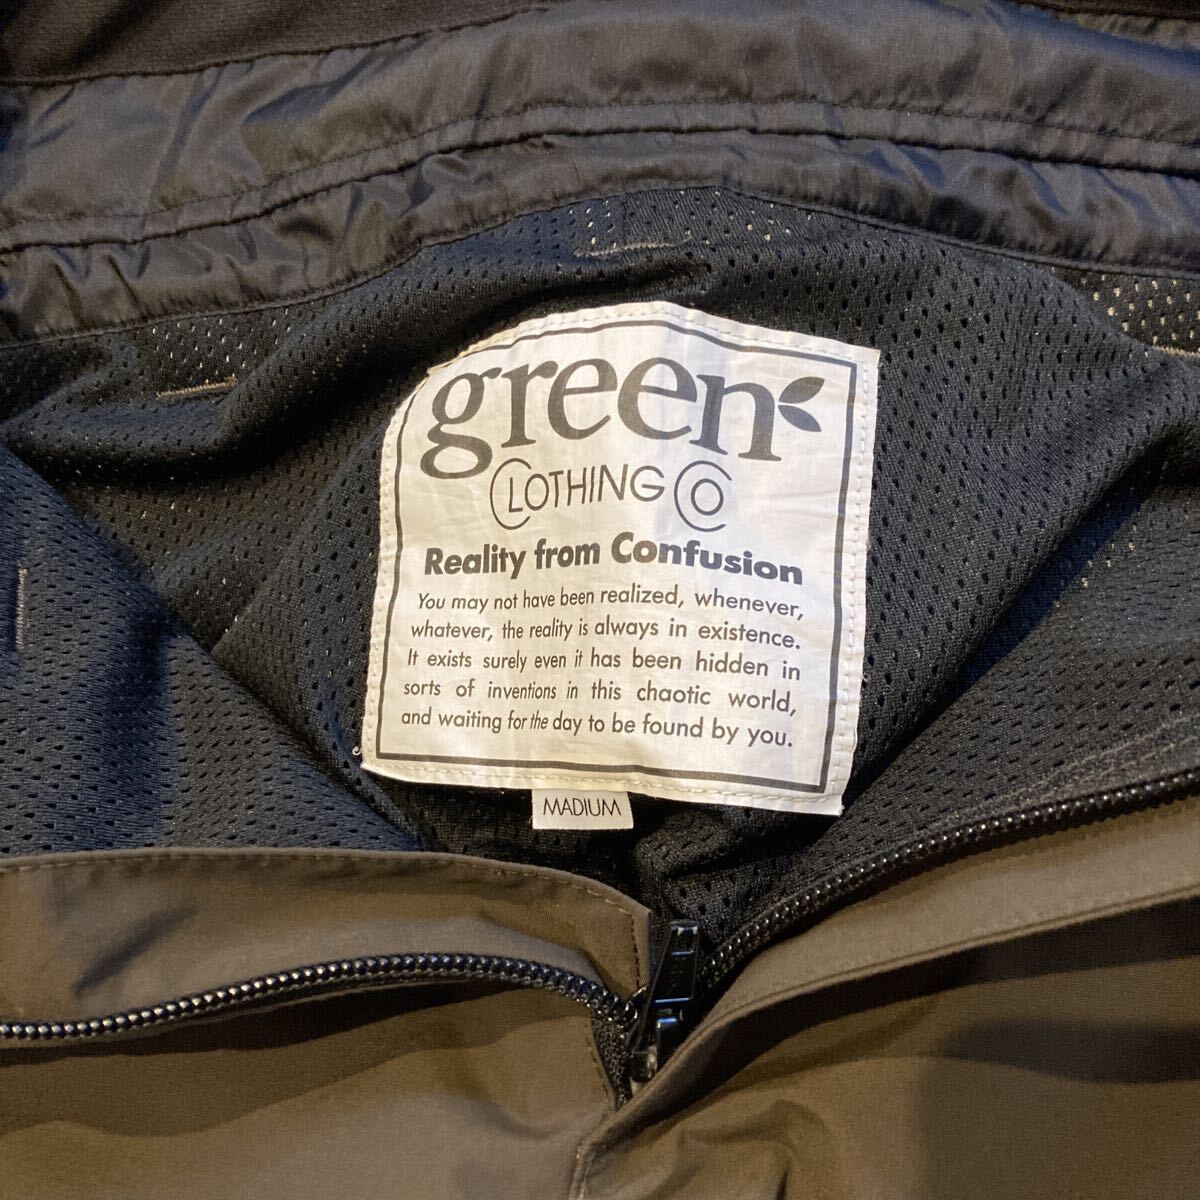 green
CLOTHING CO
Reality from Confusion
You may not have been realized, whenever,
whatever, the reality is always in existence.
It exists surely even it has been hidden in
sorts of inventions in this chaotic world,
and waiting for the day to be found by you.
MADIUM